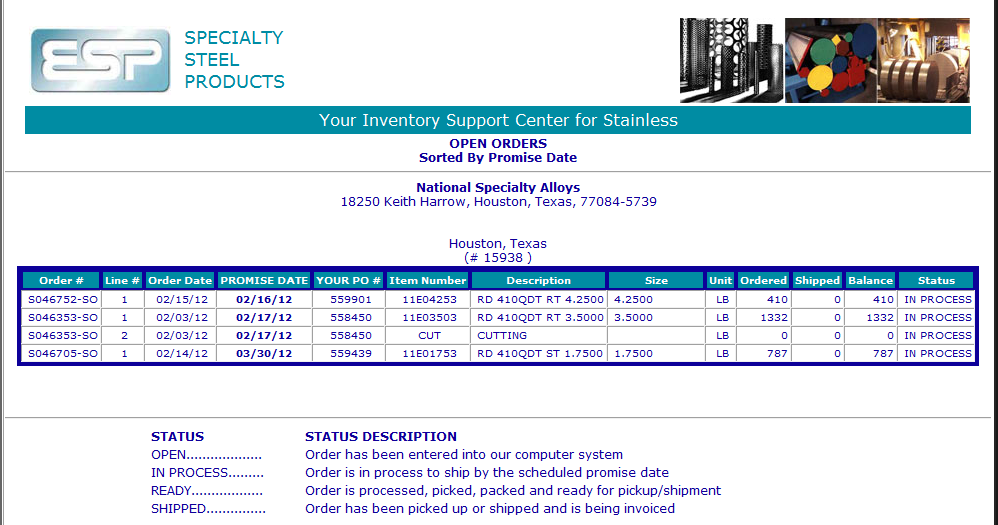 ESP
SPECIALTY
STEEL
PRODUCTS
Your Inventory Support Center for Stainless
OPEN ORDERS
Sorted By Promise Date
National Specialty Alloys
18250 Keith Harrow, Houston, Texas, 77084-5739
Houston, Texas
(# 15938 )
Order # Line # Order Date PROMISE DATE YOUR PO # Item Number Description Size Unit Ordered Shipped Balance Status
S046752-SO 1 02/15/12 02/16/12 559901 11E04253 RD 410QDT RT 4.2500 4.2500 LB 410 0 410 IN PROCESS
S046353-SO 1 02/03/12 02/17/12 558450 11E03503 RD 410QDT RT 3.5000 3.5000 LB 1332 0 1332 IN PROCESS
S046353-SO 2 02/03/12 02/17/12 558450 CUT CUTTING LB 0 0 0 IN PROCESS
S046705-SO 1 02/14/12 03/30/12 559439 11E01753 RD 410QDT ST 1.7500 1.7500 LB 787 0 787 IN PROCESS
STATUS STATUS DESCRIPTION
OPEN................... Order has been entered into our computer system
IN PROCESS......... Order is in process to ship by the scheduled promise date
READY.................. Order is processed, picked, packed and ready for pickup/shipment
SHIPPED............... Order has been picked up or shipped and is being invoiced